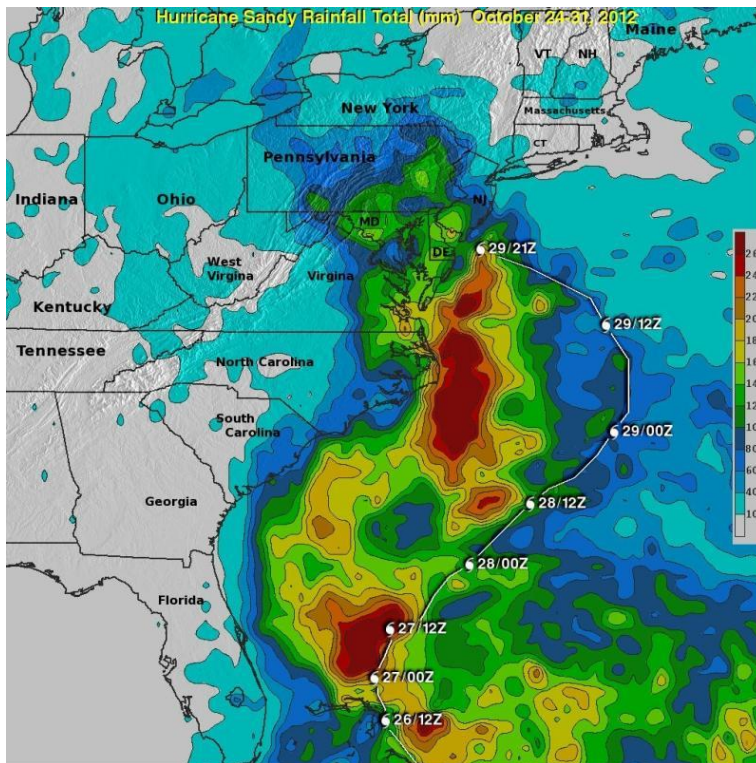 Hurricane Sandy Rainfall Total (mm) October 24-31, 2012
Maine
VT
NH
New York
Massachusetts
CT
Pennsylvania
Indiana
Ohio
NJ
MD
West
Virgina
DE
29/21Z
Virginia
Kentucky
29/12Z
Tennessee
North Carolina
South
Carolina
29/00Z
Georgia
28/12Z
28/00Z
Florida
27/12Z
27/00Z
26/12Z